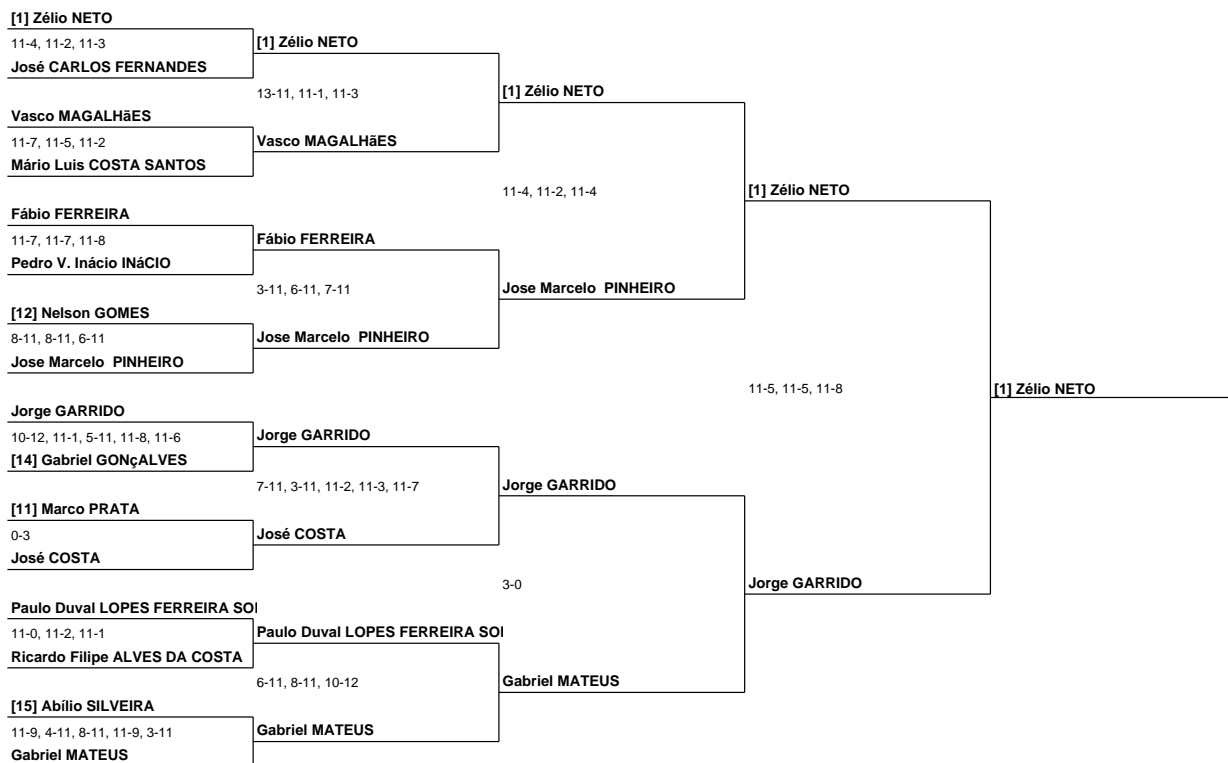 [1] Zélio NETO
11-4, 11-2, 11-3
José CARLOS FERNANDES
Vasco MAGALHãES
11-7, 11-5, 11-2
Mário Luis COSTA SANTOS
Fábio FERREIRA
11-7, 11-7, 11-8
Pedro V. Inácio INáCIO
[12] Nelson GOMES
8-11, 8-11, 6-11
Jose Marcelo PINHEIRO
Jorge GARRIDO
10-12, 11-1, 5-11, 11-8, 11-6
[14] Gabriel GONçALVES
[11] Marco PRATA
0-3
José COSTA
Paulo Duval LOPES FERREIRA
11-0, 11-2, 11-1
Ricardo Filipe ALVES DA COSTA
[15] Abílio SILVEIRA
11-9, 4-11, 8-11, 11-9, 3-11
Gabriel MATEUS
[1] Zélio NETO
13-11, 11-1, 11-3
Vasco MAGALHãES
Fábio FERREIRA
3-11, 6-11, 7-11
Jose Marcelo PINHEIRO
Jorge GARRIDO
7-11, 3-11, 11-2, 11-3, 11-7
José COSTA
Paulo Duval LOPES FERREIRA
6-11, 8-11, 10-12
Gabriel MATEUS
[1] Zélio NETO
11-4, 11-2, 11-4
Jose Marcelo PINHEIRO
Jorge GARRIDO
3-0
Gabriel MATEUS
[1] Zélio NETO
11-5, 11-5, 11-8
Jorge GARRIDO
[1] Zélio NETO